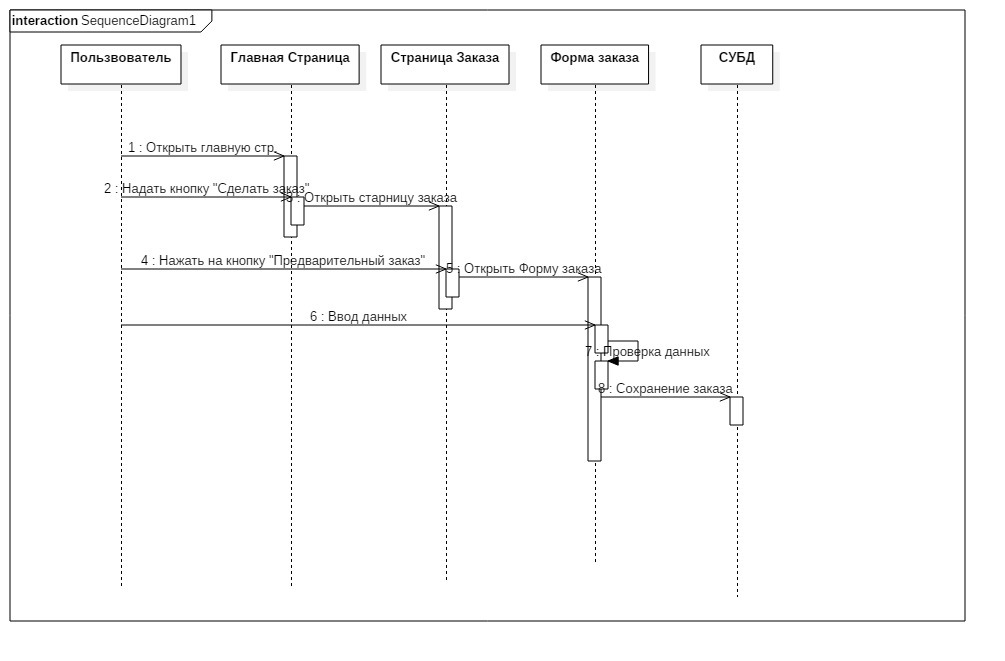 interaction SequenceDiagram1
Пользвователь
Главная Страница
Страница Заказа
Форма заказа
СУБД
1 : Открыть главную стр.
2 : Надать кнопку "Сделать заказ"
3 : Открыть старницу заказа
4 : Нажать на кнопку "Предварительный заказ"
5 : Открыть Форму заказа
6 : Ввод данных
7 : Проверка данных
8 : Сохранение заказа